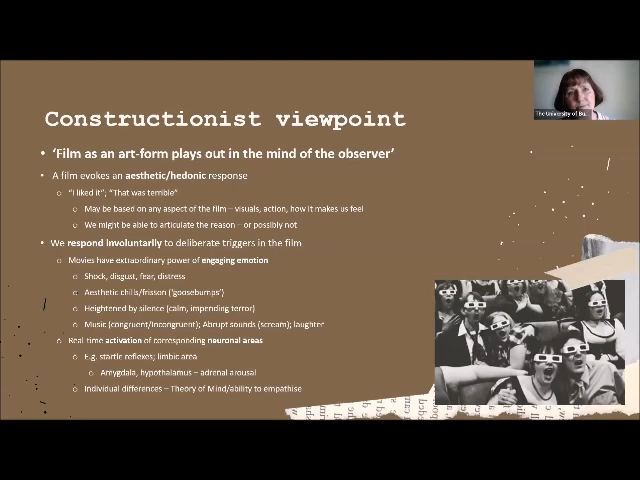 The University of Bu...
Constructionist viewpoint
• 'Film as an art-form plays out in the mind of the observer'
• A film evokes an aesthetic/hedonic response
o "I liked it"; "That was terrible"
o May be based on any aspect of the film – visuals, action, how it makes us feel
o We might be able to articulate the reason – or possibly not
• We respond involuntarily to deliberate triggers in the film
o Movies have extraordinary power of engaging emotion
o Shock, disgust, fear, distress
o Aesthetic chills/frisson ('goosebumps')
o Heightened by silence (calm, impending terror)
o Music (congruent/incongruent); Abrupt sounds (scream); laughter
o Real time activation of corresponding neuronal areas
o E.g. startle reflexes; limbic area
o Amygdala, hypothalamus – adrenal arousal
o Individual differences – Theory of Mind/ability to empathise